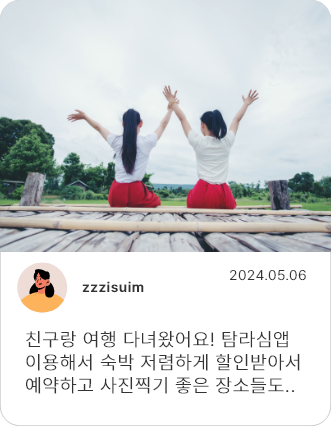 2024.05.06
zzzisuim
친구랑 여행 다녀왔어요! 탐라심앱
이용해서 숙박 저렴하게 할인받아서
예약하고 사진찍기 좋은 장소들도..